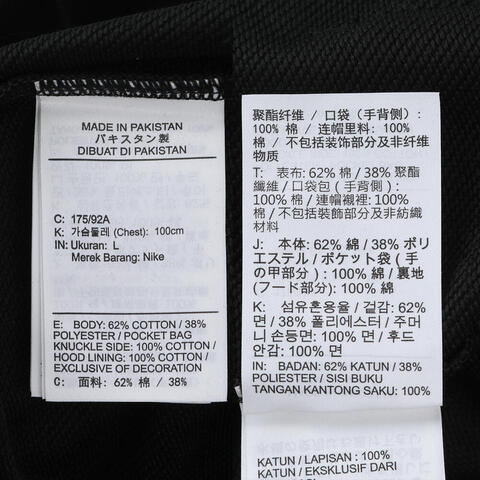 MADE IN PAKISTAN
パキスタン製
DIBUAT DI PAKISTAN
C: 175/92A
K: 가슴둘레 (Chest): 100cm
IN: Ukuran: L
Merek Barang: Nike
E: BODY: 62% COTTON / 38%
POLYESTER / POCKET BAG
KNUCKLE SIDE: 100% COTTON /
HOOD LINING: 100% COTTON /
EXCLUSIVE OF DECORATION
C: 面料: 62% 棉 / 38%
聚酯纤维 / 口袋 (手背側) :
100% 棉 / 连帽里料: 100%
棉 / 不包括装饰部分及非纤维
物质
T: 表布: 62% 棉 / 38% 聚酯
纖維 / 口袋包 (手背側) :
100% 棉 / 連帽襯裡: 100%
棉 / 不包括裝飾部分及非紡織
材料
J: 本体: 62% 綿 / 38% ポリ
エステル / ポケット袋 (手
の甲部分) : 100% 綿 / 裏地
(フード部分): 100% 綿
K: 섬유혼용율 / 겉감: 62%
면 / 38% 폴리에스터 / 주머
니 손등면: 100% 면 / 후드
안감: 100% 면
IN: BADAN: 62% KATUN / 38%
POLIESTER / SISI BUKU
TANGAN KANTONG SAKU: 100%
KATUN / LAPISAN : 100%
KATUN / EKSKLUSIF DARI